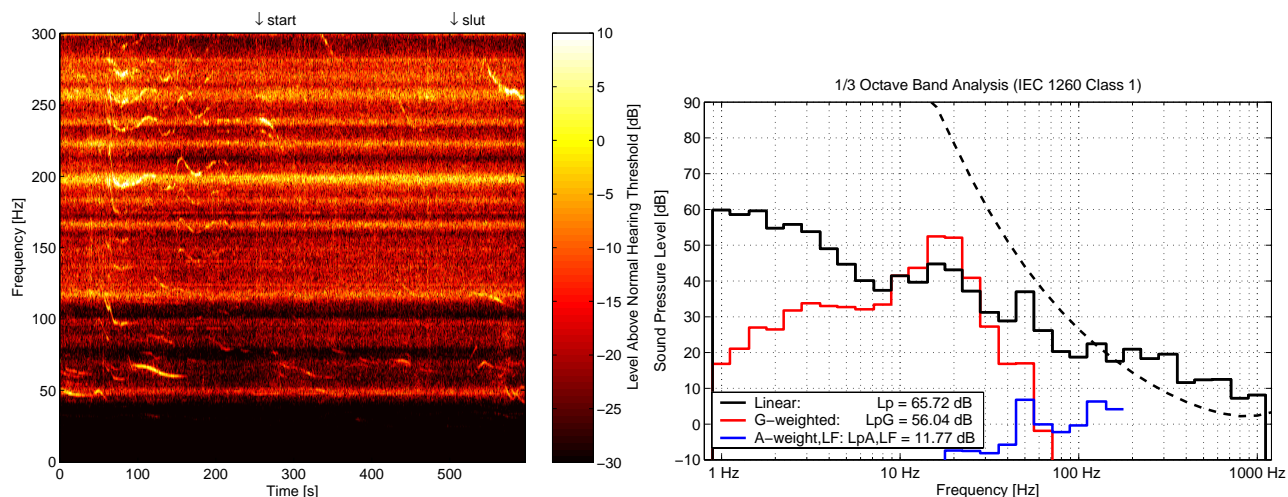 ↓ start ↓ slut
300
250
200
150
100
50
0
Frequency [Hz]
0 100 200 300 400 500
Time [s]
10
5
0
−5
−10
−15
−20
−25
−30
Level Above Normal Hearing Threshold [dB]
1/3 Octave Band Analysis (IEC 1260 Class 1)
90
80
70
60
50
40
30
20
10
0
−10
Sound Pressure Level [dB]
Linear: Lp = 65.72 dB
G−weighted: LpG = 56.04 dB
A−weight,LF: LpA,LF = 11.77 dB
1 Hz 10 Hz 100 Hz 1000 Hz
Frequency [Hz]